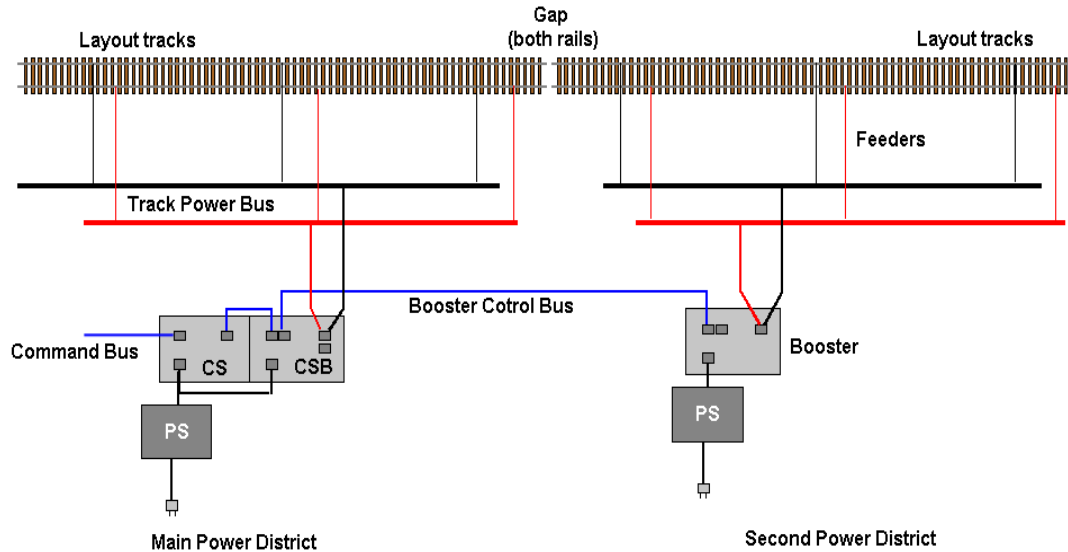 Gap
(both rails)
Layout tracks
Layout tracks
Feeders
Track Power Bus
Booster Cotrol Bus
Command Bus
CS
CSB
Booster
PS
PS
Main Power District
Second Power District